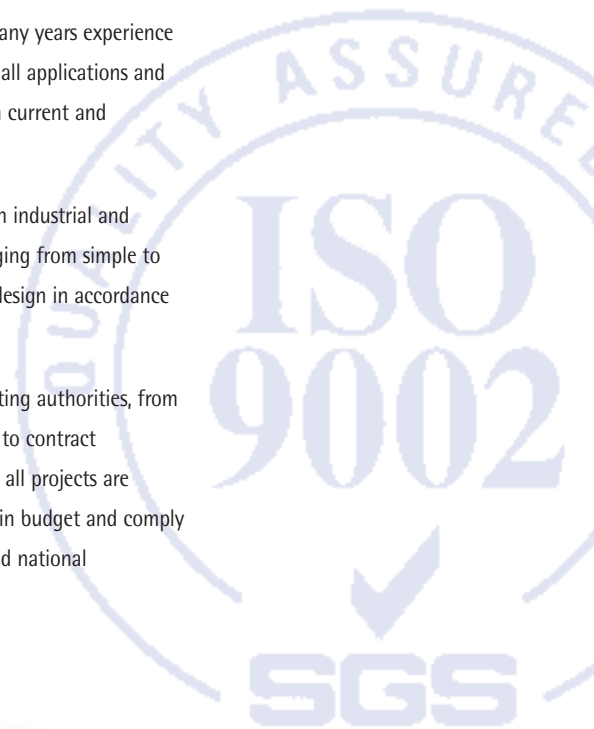 any years experience
all applications and
n current and
n industrial and
ging from simple to
design in accordance
ting authorities, from
to contract
all projects are
in budget and comply
nd national
QUALITY ASSURED
ISO
9002
SGS